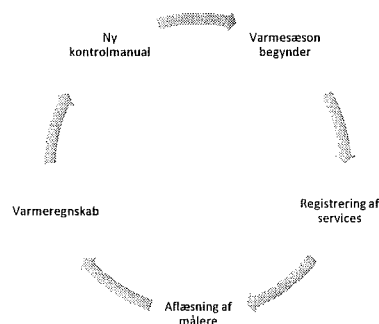 Ny
kontrolmanual
Varmesæson
begynder
Registrering af
services
Aflæsning af
målere
Varmeregnskab